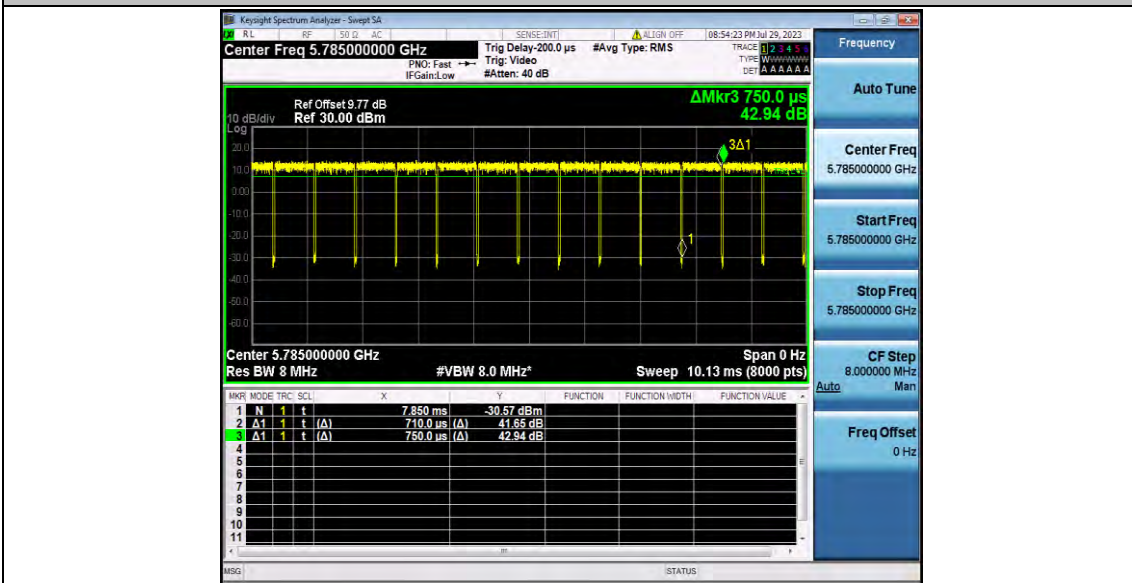 Keysight Spectrum Analyzer - Swept SA
RL RF 50 Ω AC SENSE:INT ALIGN OFF 08:54:23 PM Jul 29, 2023
Center Freq 5.785000000 GHz Trig Delay-200.0 µs #Avg Type: RMS TRACE 1 2 3 4 5 6
PNO: Fast Trig: Video TYPE WWWWWW
IFGain:Low #Atten: 40 dB DET A A A A A A
ΔMkr3 750.0 µs
42.94 dB
Ref Offset 9.77 dB
10 dB/div Ref 30.00 dBm
Log
20.0
10.0
0.00
-10.0
-20.0
-30.0
-40.0
-50.0
-60.0
3Δ1
1
Center 5.785000000 GHz Span 0 Hz
Res BW 8 MHz #VBW 8.0 MHz* Sweep 10.13 ms (8000 pts)
MKR MODE TRC SCL X Y FUNCTION FUNCTION WIDTH FUNCTION VALUE
1 N 1 t 7.850 ms -30.57 dBm
2 Δ1 1 t (Δ) 710.0 µs (Δ) 41.65 dB
3 Δ1 1 t (Δ) 750.0 µs (Δ) 42.94 dB
4
5
6
7
8
9
10
11
MSG STATUS
Frequency
Auto Tune
Center Freq
5.785000000 GHz
Start Freq
5.785000000 GHz
Stop Freq
5.785000000 GHz
CF Step
8.000000 MHz
Auto Man
Freq Offset
0 Hz